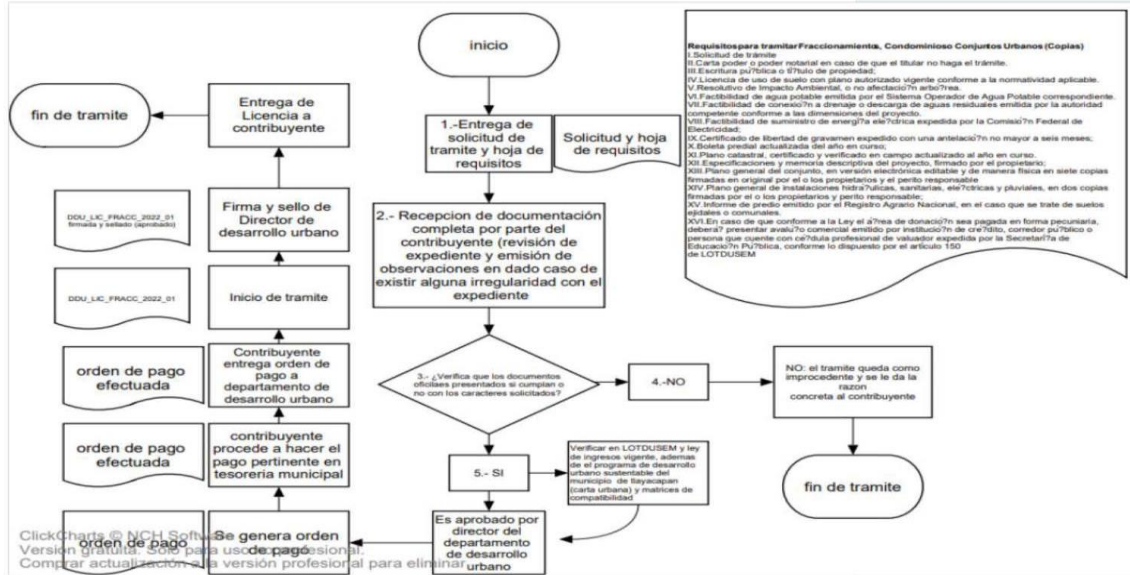 inicio
1.-Entrega de
solicitud de
tramite y hoja de
requisitos
Solicitud y hoja
de requisitos
2.- Recepcion de documentación
completa por parte del
contribuyente (revisión de
expediente y emisión de
observaciones en dado caso de
existir alguna irregularidad con el
expediente
3.- ¿Verifica que los documentos
oficilaes presentados si cumplan o
no con los caracteres solicitados?
4.-NO
NO: el tramite queda como
improcedente y se le da la
razon
concreta al contribuyente
fin de tramite
5.- SI
Verificar en LOTDUSEM y ley de
ingresos vigente, ademas
de el programa de desarrollo
urbano sustentable del
municipio de tlayacapan
(carta urbana) y matrices de
compatibilidad
Es aprobado por
director del
departamento
de desarrollo
urbano
Se genera orden
de pago
orden de pago
contribuyente
procede a hacer el
pago pertinente en
tesoreria municipal
orden de pago
efectuada
Contribuyente
entrega orden de
pago a
departamento de
desarrollo urbano
orden de pago
efectuada
Inicio de tramite
DDU_LIC_FRACC_2022_01
Firma y sello de
Director de
desarrollo urbano
DDU_LIC_FRACC_2022_01
firmada y sellado (aprobado)
Entrega de
Licencia a
contribuyente
fin de tramite
Requisitos para tramitar Fraccionamientos, Condominioso Conjuntos Urbanos (Copias)
I.Solicitud de trámite
II.Carta poder o poder notarial en caso de que el titular no haga el trámite.
III.Escritura pu?blica o ti?tulo de propiedad;
IV.Licencia de uso de suelo con plano autorizado vigente conforme a la normatividad aplicable.
V.Resolutivo de Impacto Ambiental, o no afectació?n arbo?rea.
VI.Factibilidad de agua potable emitida por el Sistema Operador de Agua Potable correspondiente.
VII.Factibilidad de conexio?n a drenaje o descarga de aguas residuales emitida por la autoridad
competente conforme a las dimensiones del proyecto.
VIII.Factibilidad de suministro de energi?a ele?ctrica expedida por la Comisio?n Federal de
Electricidad;
IX.Certificado de libertad de gravamen expedido con una antelacio?n no mayor a seis meses;
X.Boleta predial actualizada del año en curso;
XI.Plano catastral, certificado y verificado en campo actualizado al año en curso.
XII.Especificaciones y memoria descriptiva del proyecto, firmado por el propietario;
XIII.Plano general del conjunto, en versión electrónica editable y de manera física en siete copias
firmadas en original por el o los propietarios y el perito responsable
XIV.Plano general de instalaciones hidra?ulicas, sanitarias, ele?ctricas y pluviales, en dos copias
firmadas por el o los propietarios y perito responsable;
XV.Informe de predio emitido por el Registro Agrario Nacional, en el caso que se trate de suelos
ejidales o comunales.
XVI.En caso de que conforme a la Ley el a?rea de donacio?n sea pagada en forma pecuniaria,
debera? presentar avalu?o comercial emitido por institucio?n de cre?dito, corredor pu?blico o
persona que cuente con ce?dula profesional de valuador expedida por la Secretari?a de
Educacio?n Pu?blica, conforme lo dispuesto por el artículo 150
de LOTDUSEM
ClickCharts © NCH Software
Versión gratuita. Solo para uso no profesional.
Comprar actualización a la versión profesional para eliminar